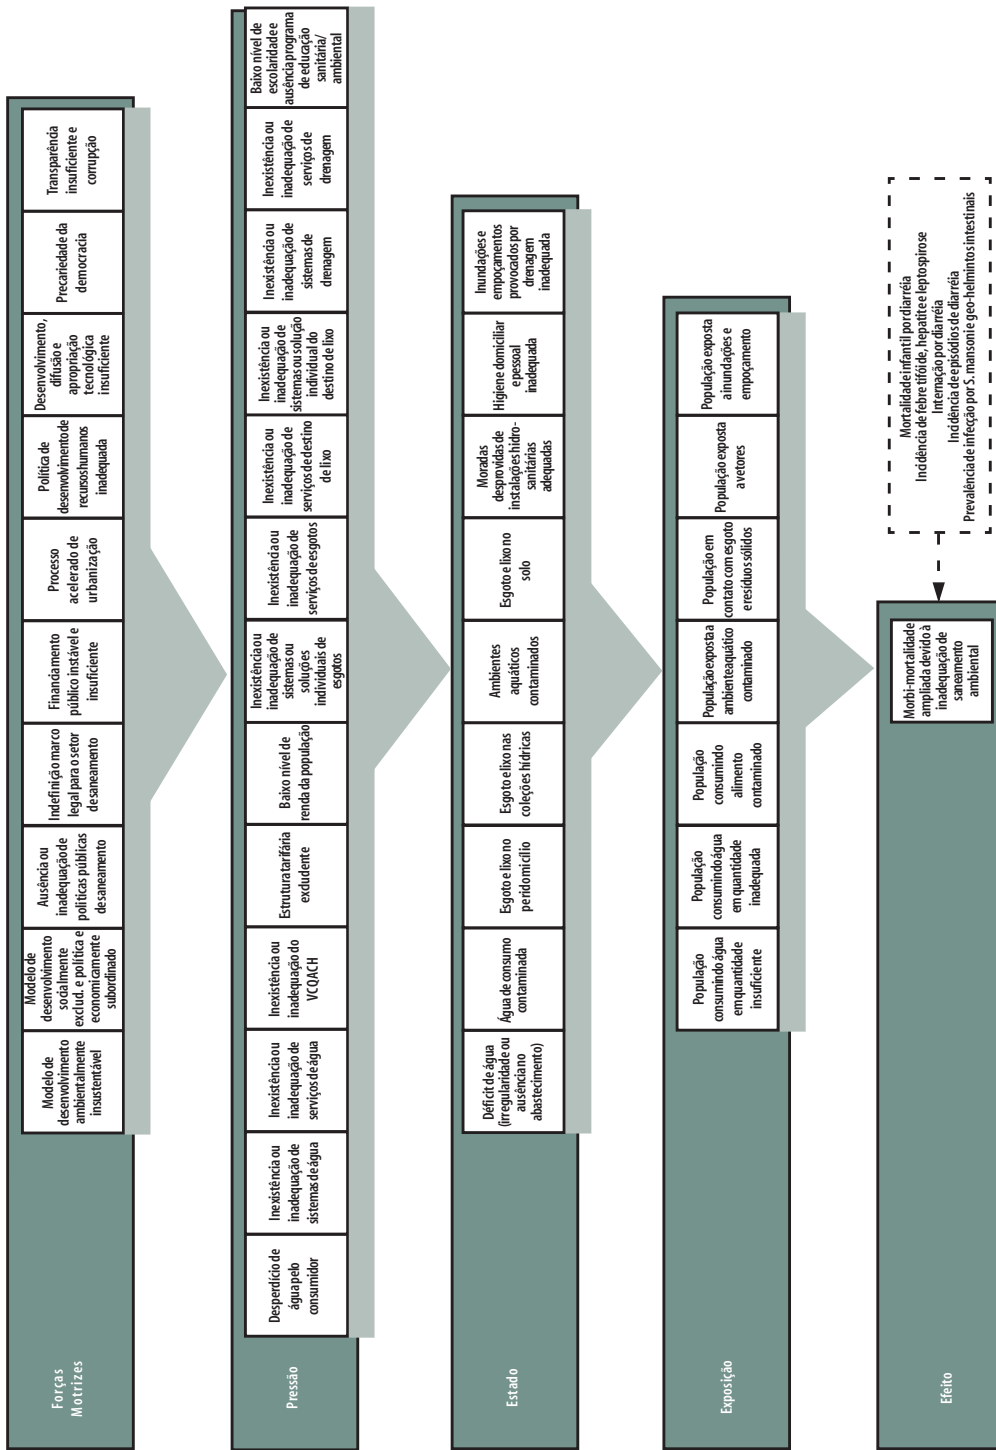 Forças
Motrizes
Modelo de
desenvolvimento
ambientalmente
insustentável
Modelo de
desenvolvimento
socialmente
exclud. e política e
economicamente
subordinado
Ausência ou
inadequação de
políticas públicas
de saneamento
Indefinição marco
legal para o setor
de saneamento
Financiamento
público instável e
insuficiente
Processo
acelerado de
urbanização
Política de
desenvolvimento de
recursos humanos
inadequada
Desenvolvimento,
difusão e
apropriação
tecnológica
insuficiente
Precariedade da
democracia
Transparência
insuficiente e
corrupção
Pressão
Desperdício de
água pelo
consumidor
Inexistência ou
inadequação de
sistemas de água
Inexistência ou
inadequação de
serviços de água
Inexistência ou
inadequação do
VCQACH
Estrutura tarifária
excludente
Baixo nível de
renda da população
Inexistência ou
inadequação de
sistemas ou
soluções
individuais de
esgotos
Inexistência ou
inadequação de
serviços de esgotos
Inexistência ou
inadequação de
serviços de destino
de lixo
Inexistência ou
inadequação de
sistemas ou solução
individual do
destino de lixo
Inexistência ou
inadequação de
sistemas de
drenagem
Inexistência ou
inadequação de
serviços de
drenagem
Baixo nível de
escolaridade e
ausência programa
de educação
sanitária/
ambiental
Estado
Déficit de água
(irregularidade ou
ausência no
abastecimento)
Água de consumo
contaminada
Esgoto e lixo no
peridomicílio
Esgoto e lixo nas
coleções hídricas
Ambientes
aquáticos
contaminados
Esgoto e lixo no
solo
Moradas
desprovidas de
instalações hidro-
sanitárias
adequadas
Higiene domiciliar
e pessoal
inadequada
Inundações e
empoçamentos
provocados por
drenagem
inadequada
Exposição
População
consumindo água
em quantidade
insuficiente
População
consumindo água
em quantidade
inadequada
População
consumindo
alimento
contaminado
População exposta a
ambiente aquático
contaminado
População em
contato com esgoto
e resíduos sólidos
População exposta
a vetores
População exposta
a inundações e
empoçamento
Efeito
Morbi-mortalidade
ampliada devido à
inadequação de
saneamento
ambiental
Mortalidade infantil por diarréia
Incidência de febre tifóide, hepatite e leptospirose
Internação por diarréia
Incidência de episódios de diarréia
Prevalência de infecção por S. mansoni e geo-helmintos intestinais